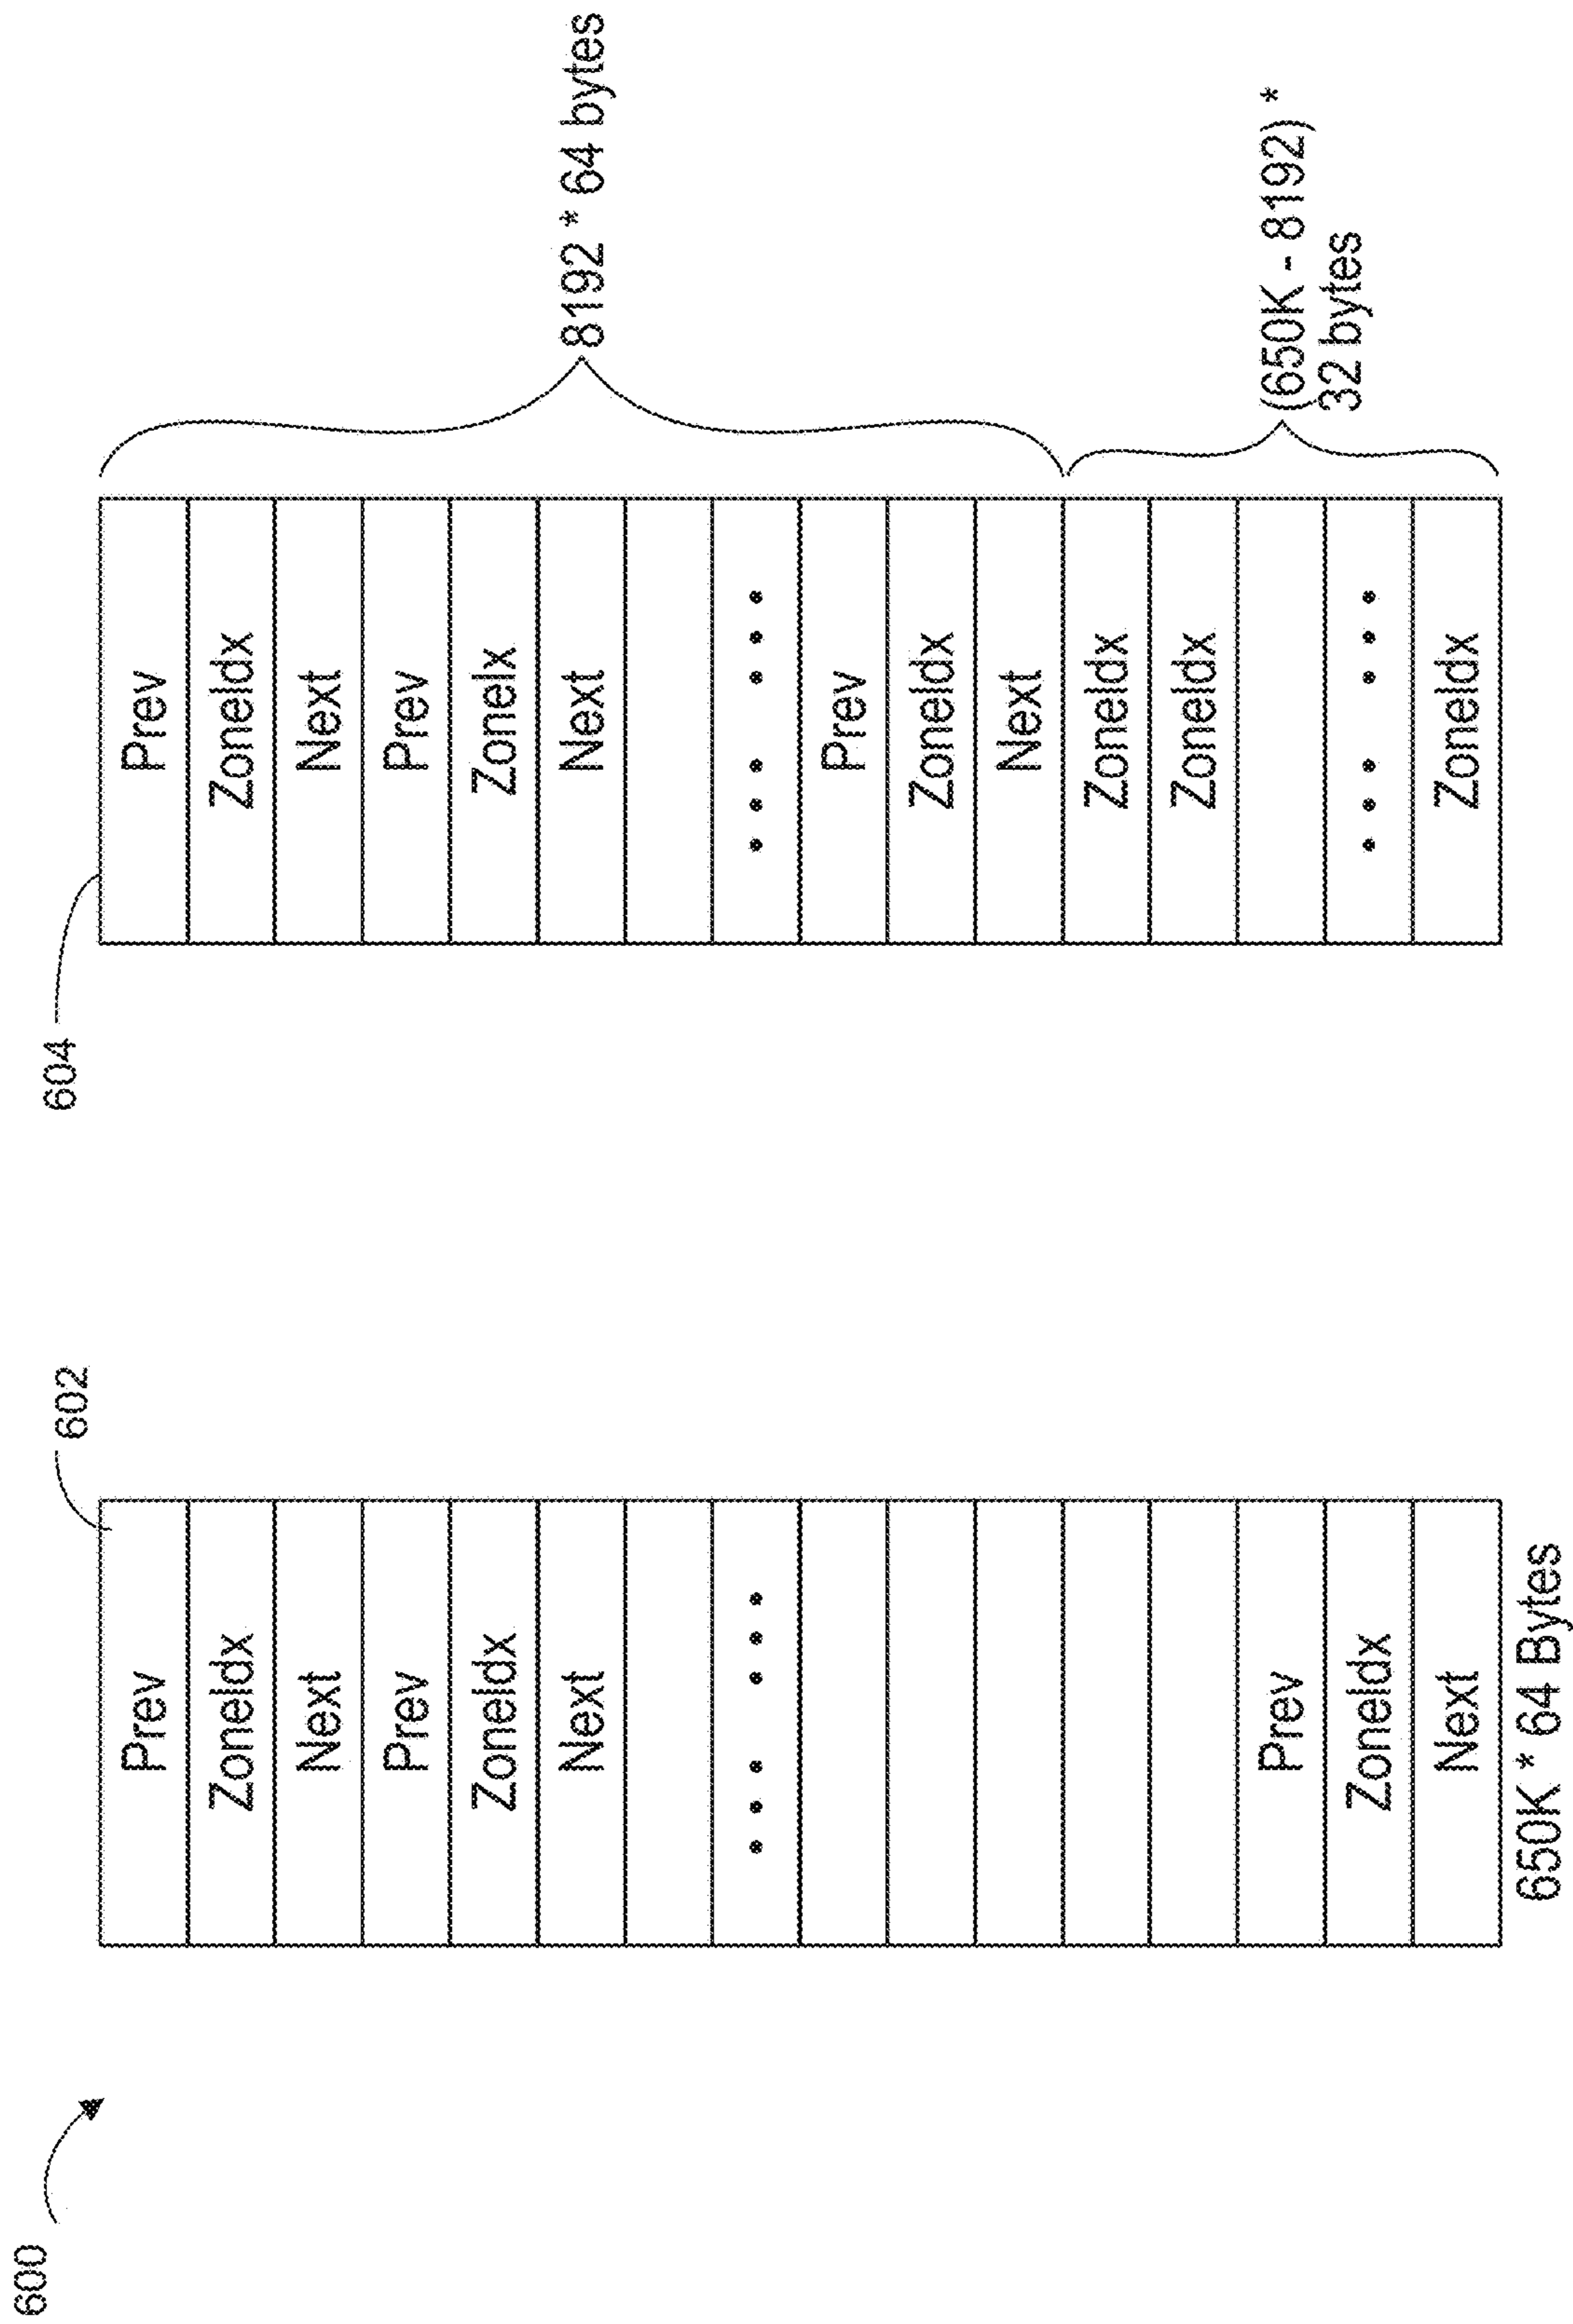 600
602
Prev
ZoneIdx
Next
Prev
ZoneIdx
Next
Prev
ZoneIdx
Next
650K * 64 Bytes
604
Prev
ZoneIdx
Next
Prev
ZoneIx
Next
Prev
ZoneIdx
Next
ZoneIdx
ZoneIdx
ZoneIdx
8192 * 64 bytes
(650K - 8192) *
32 bytes